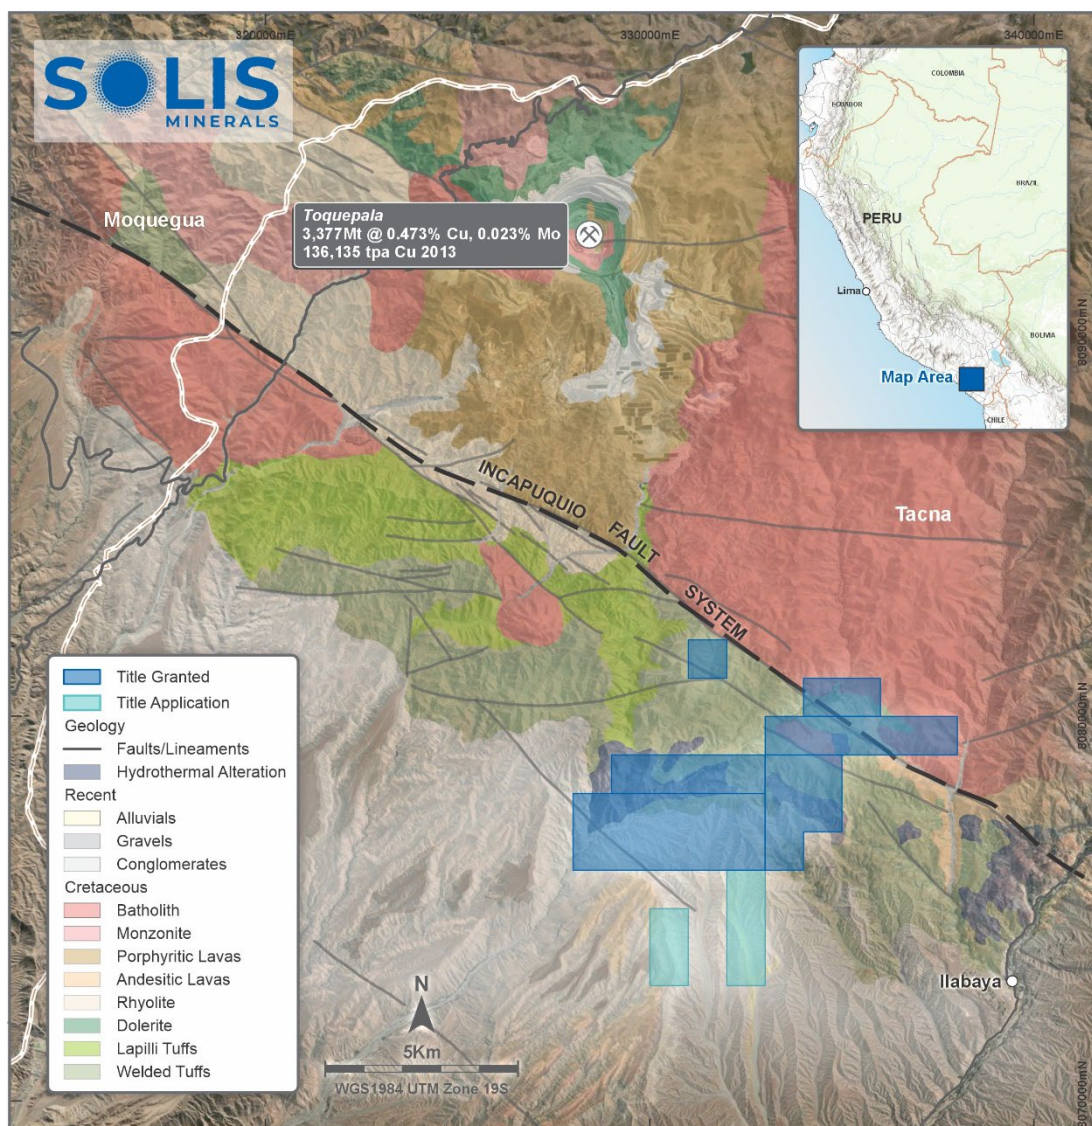 320000mE
330000mE
340000mE
SOLIS
MINERALS
COLOMBIA
ECUADOR
BRAZIL
PERU
Lima
BOLIVIA
Map Area
CHILE
Moquegua
Toquepala
3,377Mt @ 0.473% Cu, 0.023% Mo
136,135 tpa Cu 2013
8090000mN
INCAPUQUIO FAULT SYSTEM
Tacna
8080000mN
Title Granted
Title Application
Geology
Faults/Lineaments
Hydrothermal Alteration
Recent
Alluvials
Gravels
Conglomerates
Cretaceous
Batholith
Monzonite
Porphyritic Lavas
Andesitic Lavas
Rhyolite
Dolerite
Lapilli Tuffs
Welded Tuffs
Ilabaya
N
5Km
WGS1984 UTM Zone 19S
8070000mN